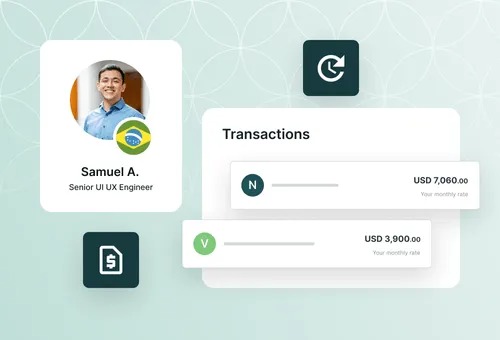 Samuel A.
Senior UI UX Engineer
Transactions
N
USD 7,060.00
Your monthly rate
V
USD 3,900.00
Your monthly rate
$